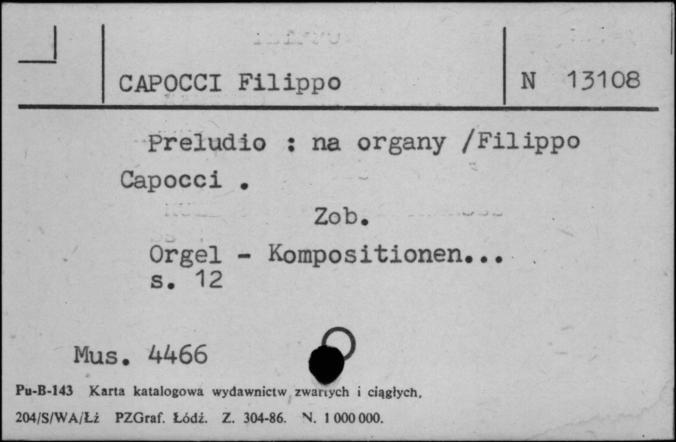 CAPOCCI Filippo
N 13108
Preludio : na organy /Filippo
Capocci .
Zob.
Orgel - Kompositionen...
s. 12
Mus. 4466
Pu-B-143 Karta katalogowa wydawnictw zwartych i ciągłych.
204/S/WA/Łż PZGraf. Łódź. Z. 304-86. N. 1 000 000.